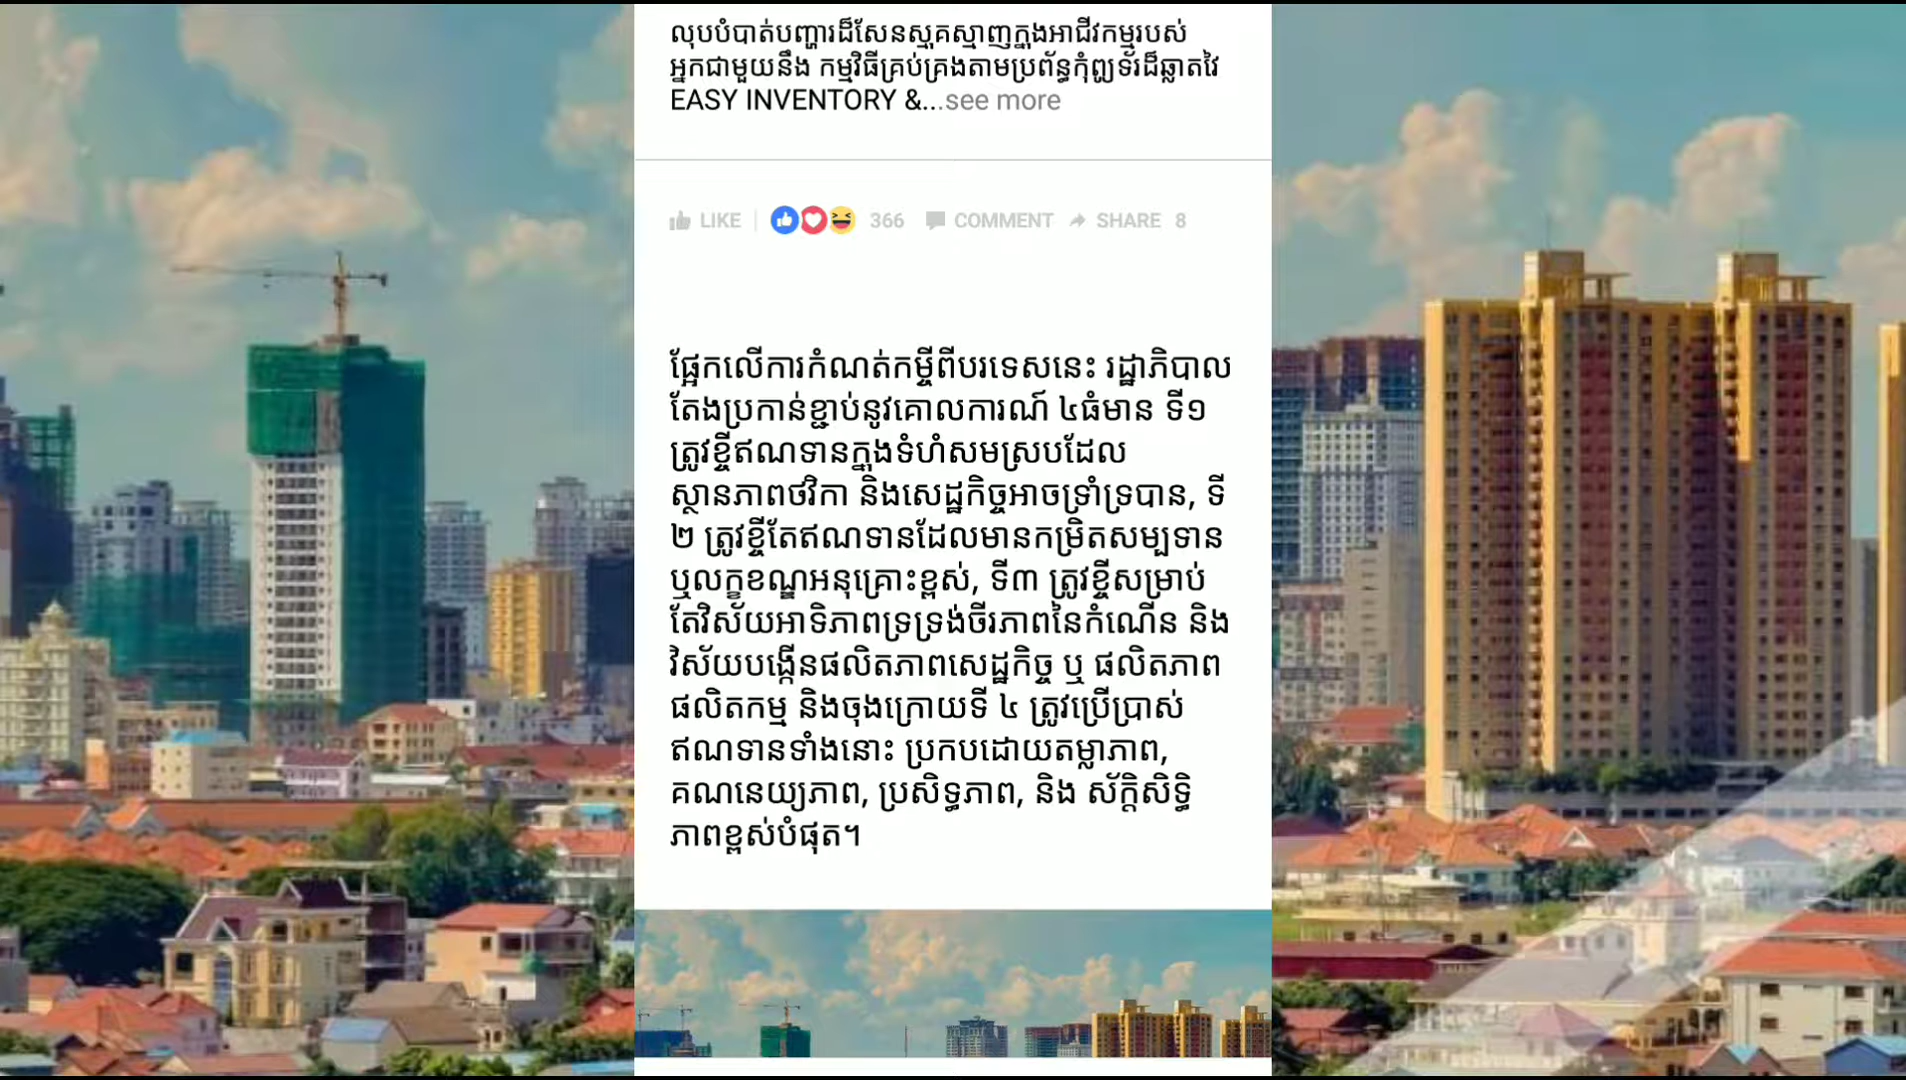 លុបបំបាត់បញ្ហារដ៏សែនស្មុគស្មាញក្នុងអាជីវកម្មរបស់
អ្នកជាមួយនឹង កម្មវិធីគ្រប់គ្រងតាមប្រព័ន្ធកុំព្យូទ័រដ៏ឆ្លាតវៃ
EASY INVENTORY &...see more
LIKE 366 COMMENT SHARE 8
ផ្អែកលើការកំណត់កម្ចីពីបរទេសនេះ រដ្ឋាភិបាល
តែងប្រកាន់ខ្ជាប់នូវគោលការណ៍ ៤ធំមាន ទី១
ត្រូវខ្ចីឥណទានក្នុងទំហំសមស្របដែល
ស្ថានភាពថវិកា និងសេដ្ឋកិច្ចអាចទ្រាំទ្របាន, ទី
២ ត្រូវខ្ចីតែឥណទានដែលមានកម្រិតសម្បទាន
ឬលក្ខខណ្ឌអនុគ្រោះខ្ពស់, ទី៣ ត្រូវខ្ចីសម្រាប់
តែវិស័យអាទិភាពទ្រទ្រង់ចីរភាពនៃកំណើន និង
វិស័យបង្កើនផលិតភាពសេដ្ឋកិច្ច ឬ ផលិតភាព
ផលិតកម្ម និងចុងក្រោយទី ៤ ត្រូវប្រើប្រាស់
ឥណទានទាំងនោះ ប្រកបដោយតម្លាភាព,
គណនេយ្យភាព, ប្រសិទ្ធភាព, និង ស័ក្តិសិទ្ធិ
ភាពខ្ពស់បំផុត។